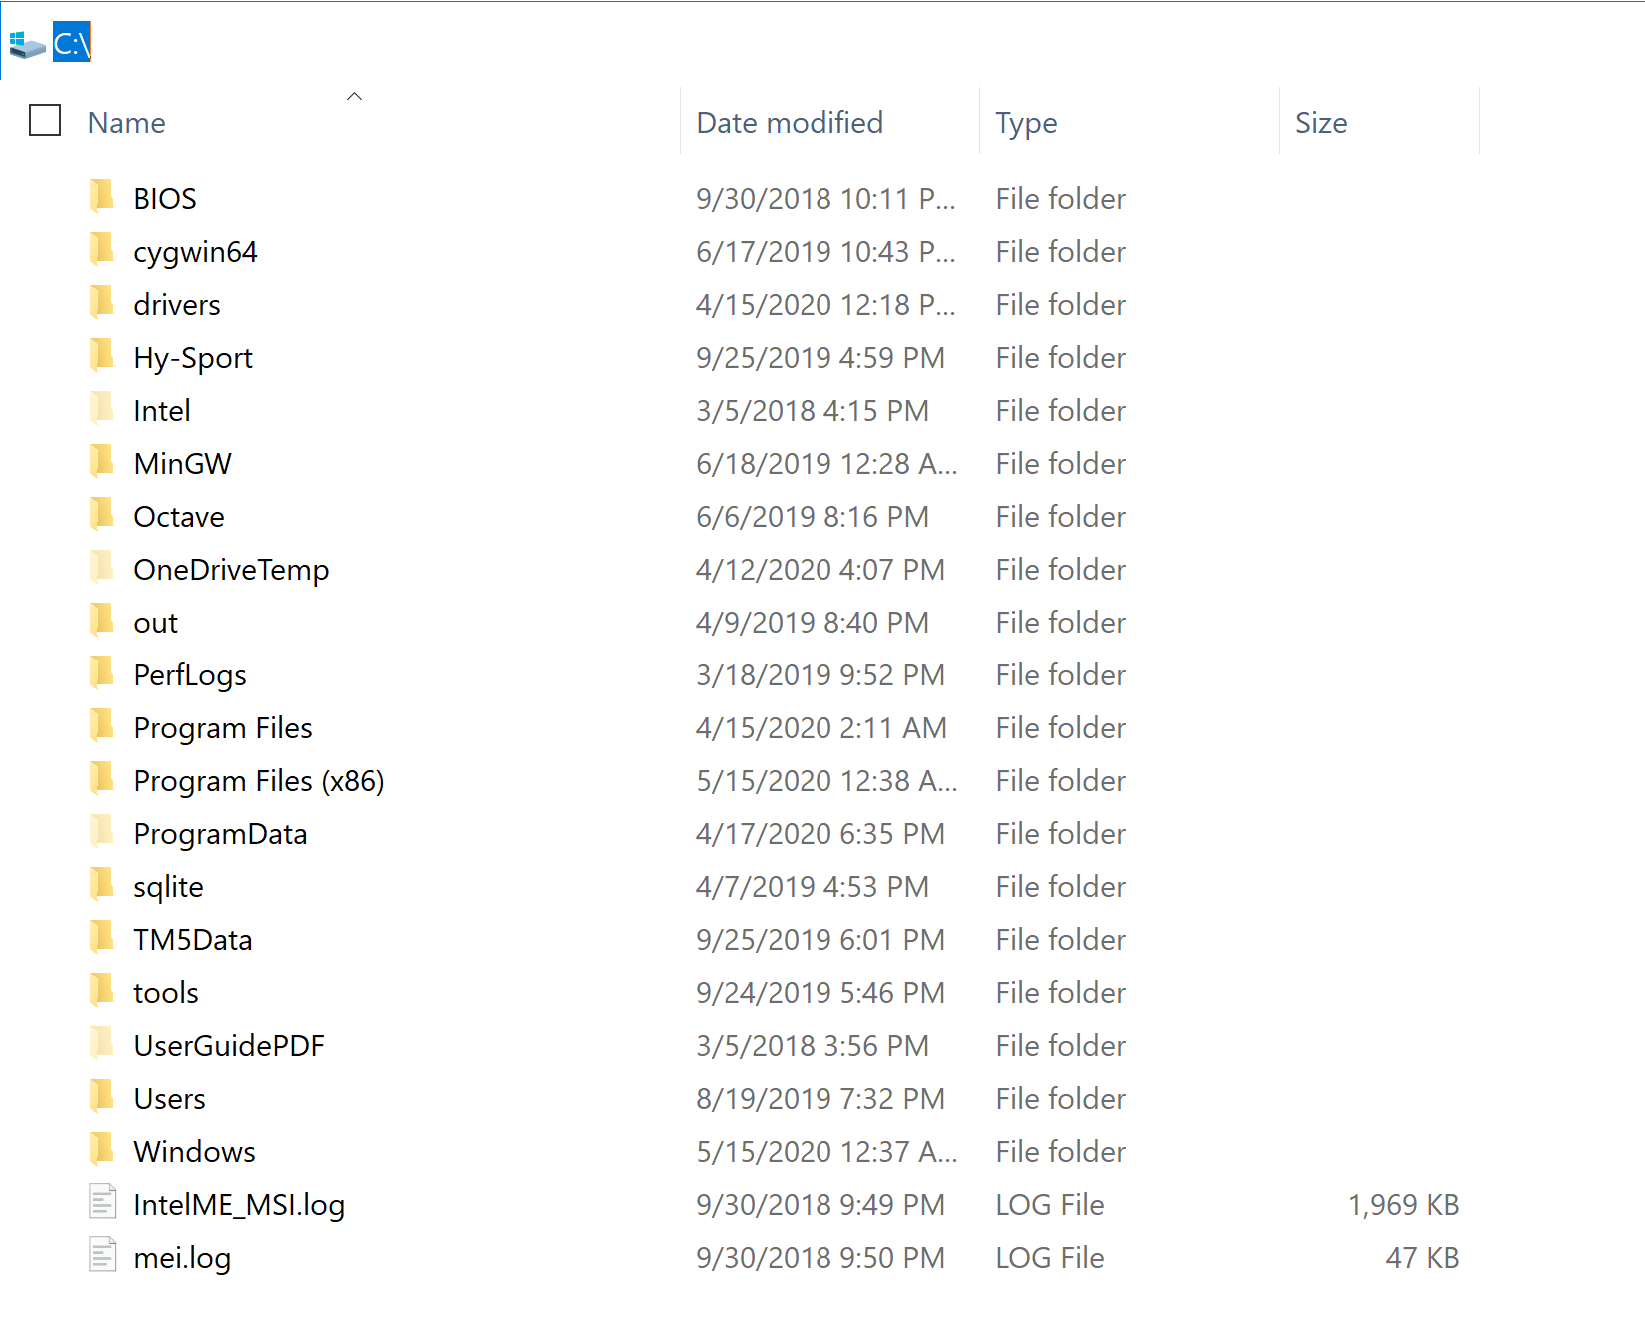 C:\
Name Date modified Type Size
BIOS 9/30/2018 10:11 P... File folder
cygwin64 6/17/2019 10:43 P... File folder
drivers 4/15/2020 12:18 P... File folder
Hy-Sport 9/25/2019 4:59 PM File folder
Intel 3/5/2018 4:15 PM File folder
MinGW 6/18/2019 12:28 A... File folder
Octave 6/6/2019 8:16 PM File folder
OneDriveTemp 4/12/2020 4:07 PM File folder
out 4/9/2019 8:40 PM File folder
PerfLogs 3/18/2019 9:52 PM File folder
Program Files 4/15/2020 2:11 AM File folder
Program Files (x86) 5/15/2020 12:38 A... File folder
ProgramData 4/17/2020 6:35 PM File folder
sqlite 4/7/2019 4:53 PM File folder
TM5Data 9/25/2019 6:01 PM File folder
tools 9/24/2019 5:46 PM File folder
UserGuidePDF 3/5/2018 3:56 PM File folder
Users 8/19/2019 7:32 PM File folder
Windows 5/15/2020 12:37 A... File folder
IntelME_MSI.log 9/30/2018 9:49 PM LOG File 1,969 KB
mei.log 9/30/2018 9:50 PM LOG File 47 KB